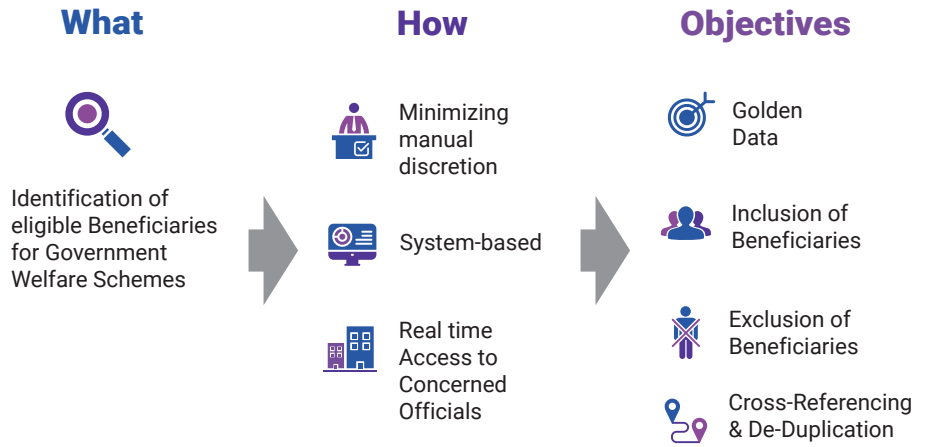 What
Identification of
eligible Beneficiaries
for Government
Welfare Schemes
How
Minimizing
manual
discretion
System-based
Real time
Access to
Concerned
Officials
Objectives
Golden
Data
Inclusion of
Beneficiaries
Exclusion of
Beneficiaries
Cross-Referencing
& De-Duplication